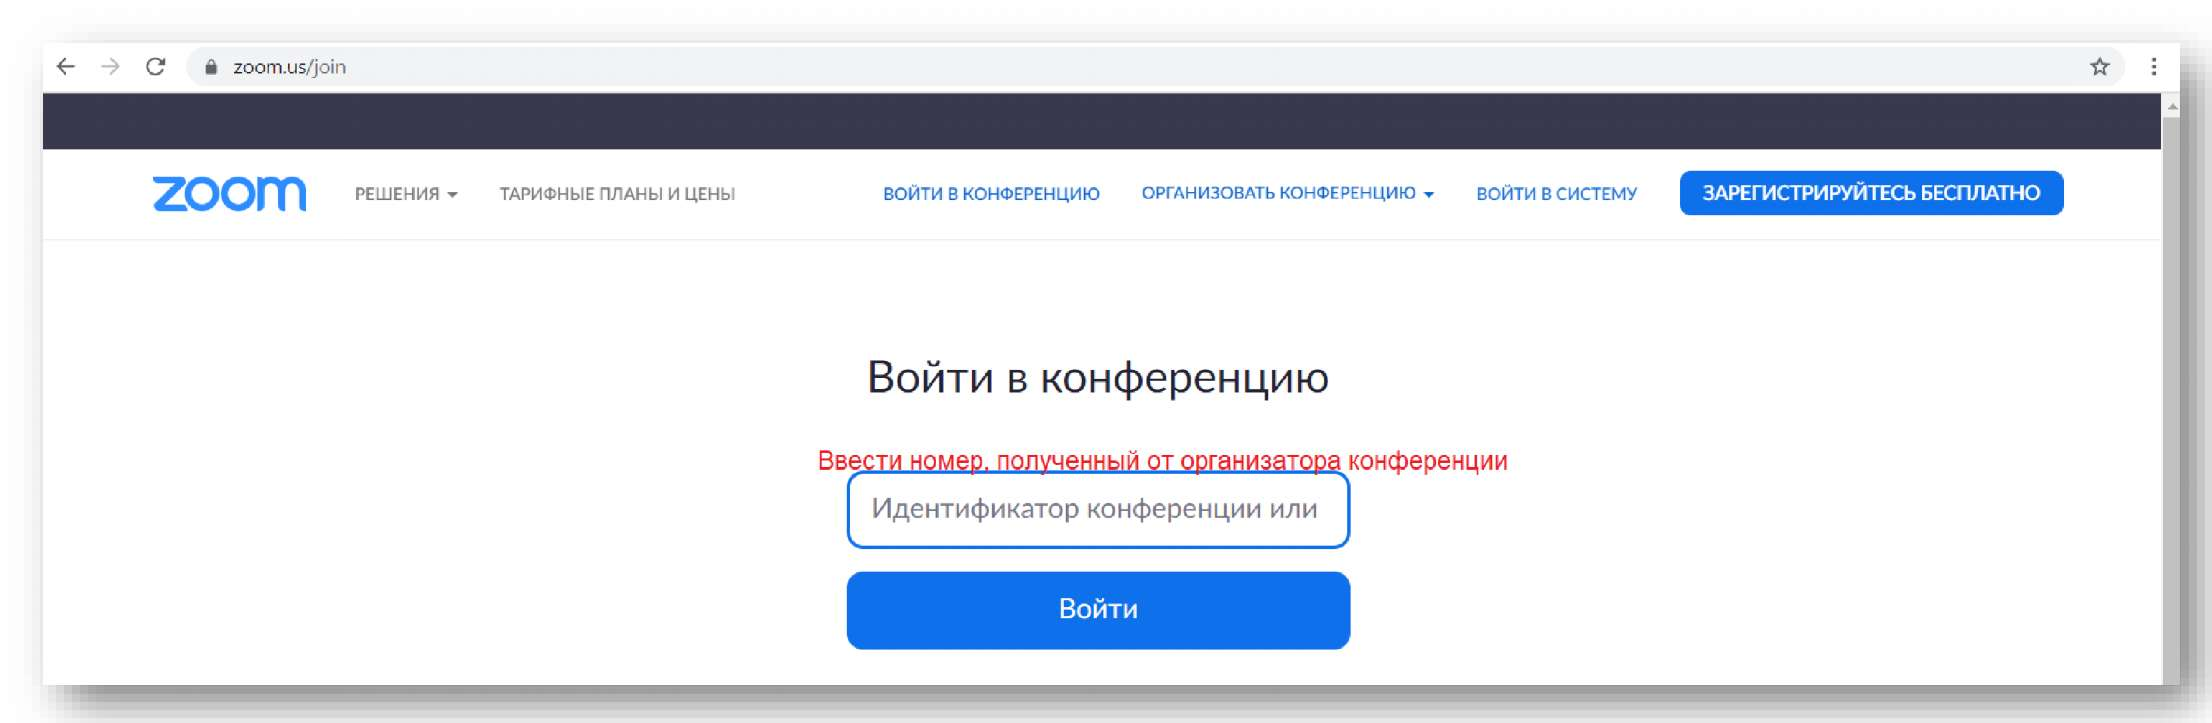 zoom.us/join
zoom РЕШЕНИЯ ТАРИФНЫЕ ПЛАНЫ И ЦЕНЫ ВОЙТИ В КОНФЕРЕНЦИЮ ОРГАНИЗОВАТЬ КОНФЕРЕНЦИЮ ВОЙТИ В СИСТЕМУ ЗАРЕГИСТРИРУЙТЕСЬ БЕСПЛАТНО
Войти в конференцию
Ввести номер, полученный от организатора конференции
Идентификатор конференции или
Войти